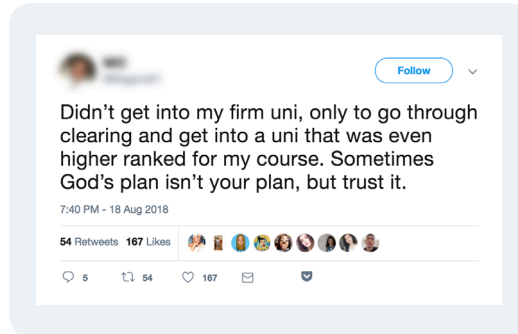 Follow
Didn't get into my firm uni, only to go through
clearing and get into a uni that was even
higher ranked for my course. Sometimes
God's plan isn't your plan, but trust it.
7:40 PM - 18 Aug 2018
54 Retweets 167 Likes
5 54 167